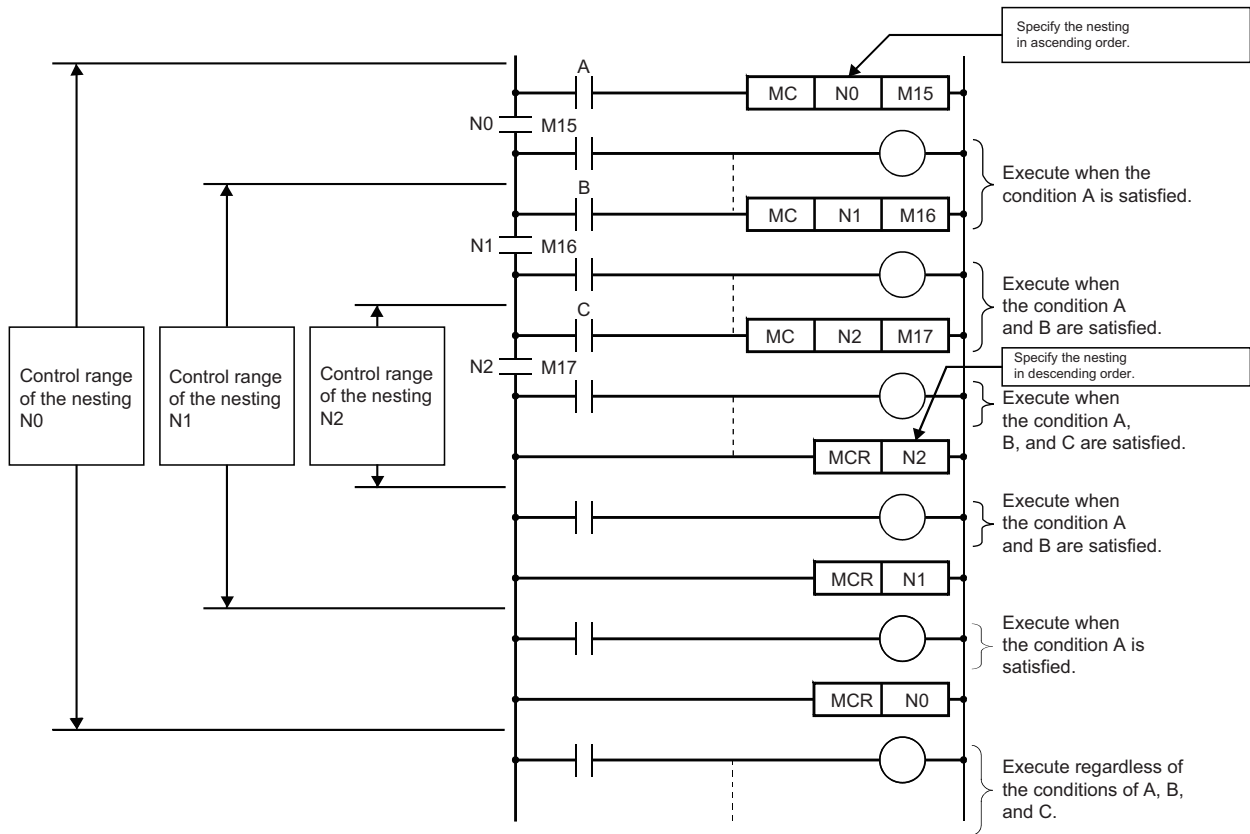 Specify the nesting
in ascending order.
A
MC N0 M15
N0 M15
Execute when the
condition A is satisfied.
B
MC N1 M16
N1 M16
Execute when
the condition A
and B are satisfied.
C
MC N2 M17
N2 M17
Specify the nesting
in descending order.
Control range
of the nesting
N0
Control range
of the nesting
N1
Control range
of the nesting
N2
Execute when
the condition A,
B, and C are satisfied.
MCR N2
Execute when
the condition A
and B are satisfied.
MCR N1
Execute when
the condition A is
satisfied.
MCR N0
Execute regardless of
the conditions of A, B,
and C.